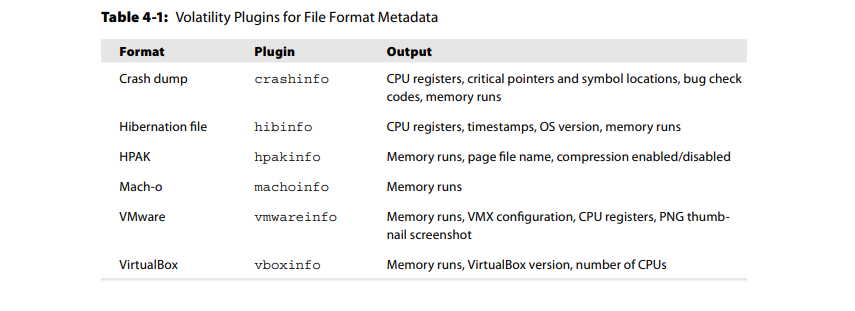 Table 4-1: Volatility Plugins for File Format Metadata
Format Plugin Output
Crash dump crashinfo CPU registers, critical pointers and symbol locations, bug check
codes, memory runs
Hibernation file hibinfo CPU registers, timestamps, OS version, memory runs
HPAK hpakinfo Memory runs, page file name, compression enabled/disabled
Mach-o machoinfo Memory runs
VMware vmwareinfo Memory runs, VMX configuration, CPU registers, PNG thumb-
nail screenshot
VirtualBox vboxinfo Memory runs, VirtualBox version, number of CPUs